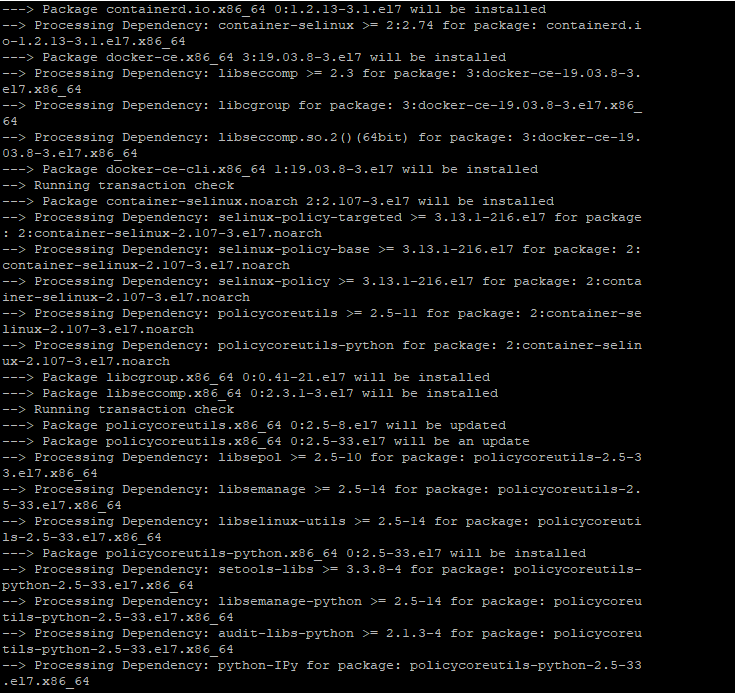 ---> Package containerd.io.x86_64 0:1.2.13-3.1.el7 will be installed
--> Processing Dependency: container-selinux >= 2:2.74 for package: containerd.i
o-1.2.13-3.1.el7.x86_64
---> Package docker-ce.x86_64 3:19.03.8-3.el7 will be installed
--> Processing Dependency: libseccomp >= 2.3 for package: 3:docker-ce-19.03.8-3.
el7.x86_64
--> Processing Dependency: libcgroup for package: 3:docker-ce-19.03.8-3.el7.x86_
64
--> Processing Dependency: libseccomp.so.2()(64bit) for package: 3:docker-ce-19.
03.8-3.el7.x86_64
---> Package docker-ce-cli.x86_64 1:19.03.8-3.el7 will be installed
--> Running transaction check
---> Package container-selinux.noarch 2:2.107-3.el7 will be installed
--> Processing Dependency: selinux-policy-targeted >= 3.13.1-216.el7 for package
: 2:container-selinux-2.107-3.el7.noarch
--> Processing Dependency: selinux-policy-base >= 3.13.1-216.el7 for package: 2:
container-selinux-2.107-3.el7.noarch
--> Processing Dependency: selinux-policy >= 3.13.1-216.el7 for package: 2:conta
iner-selinux-2.107-3.el7.noarch
--> Processing Dependency: policycoreutils >= 2.5-11 for package: 2:container-se
linux-2.107-3.el7.noarch
--> Processing Dependency: policycoreutils-python for package: 2:container-selin
ux-2.107-3.el7.noarch
---> Package libcgroup.x86_64 0:0.41-21.el7 will be installed
---> Package libseccomp.x86_64 0:2.3.1-3.el7 will be installed
--> Running transaction check
---> Package policycoreutils.x86_64 0:2.5-8.el7 will be updated
---> Package policycoreutils.x86_64 0:2.5-33.el7 will be an update
--> Processing Dependency: libsepol >= 2.5-10 for package: policycoreutils-2.5-3
3.el7.x86_64
--> Processing Dependency: libsemanage >= 2.5-14 for package: policycoreutils-2.
5-33.el7.x86_64
--> Processing Dependency: libselinux-utils >= 2.5-14 for package: policycoreuti
ls-2.5-33.el7.x86_64
---> Package policycoreutils-python.x86_64 0:2.5-33.el7 will be installed
--> Processing Dependency: setools-libs >= 3.3.8-4 for package: policycoreutils-
python-2.5-33.el7.x86_64
--> Processing Dependency: libsemanage-python >= 2.5-14 for package: policycoreu
tils-python-2.5-33.el7.x86_64
--> Processing Dependency: audit-libs-python >= 2.1.3-4 for package: policycoreu
tils-python-2.5-33.el7.x86_64
--> Processing Dependency: python-IPy for package: policycoreutils-python-2.5-33
.el7.x86_64